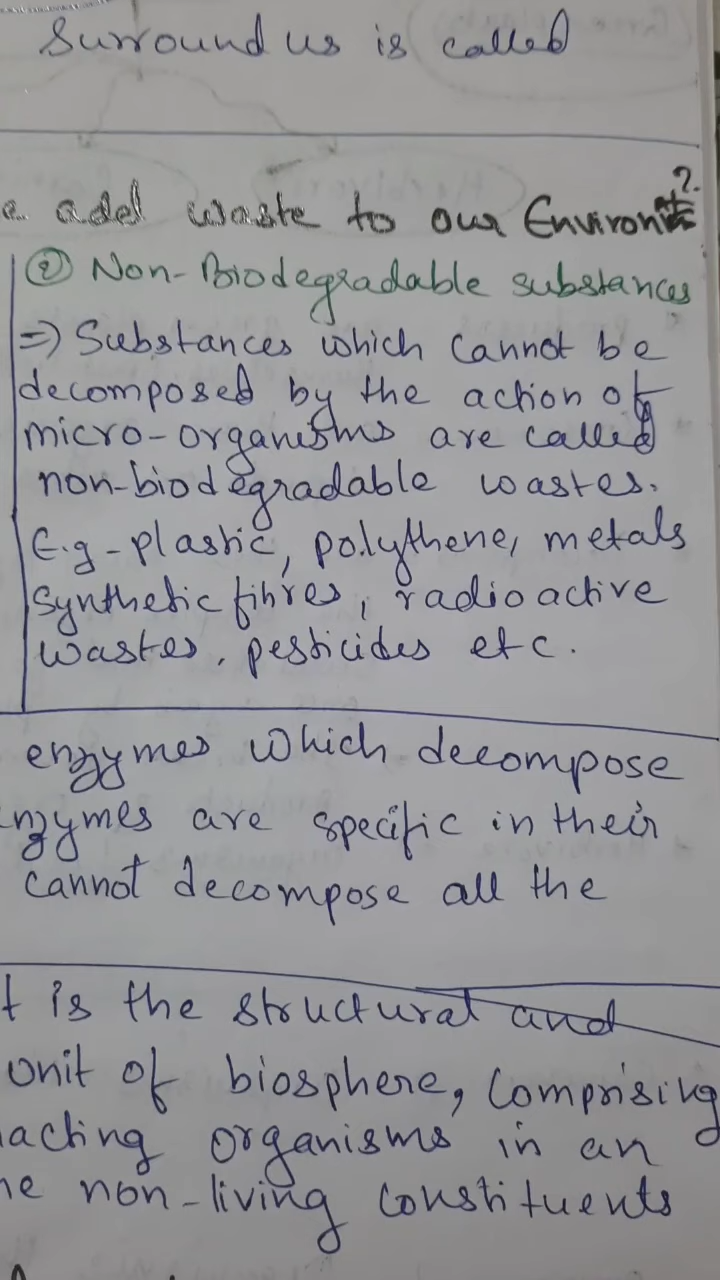 Surround us is called
e add waste to our Environ
?
② Non-Biodegradable substances
=> Substances which cannot be
decomposed by the action of
micro-organisms are called
non-biodegradable wastes.
E.g - plastic, polythene, metals
Synthetic fibres, radioactive
wastes, pesticides etc.
enzymes which decompose
nzymes are specific in their
cannot decompose all the
t is the structural and
unit of biosphere, comprising
acting organisms in an
he non-living constituents